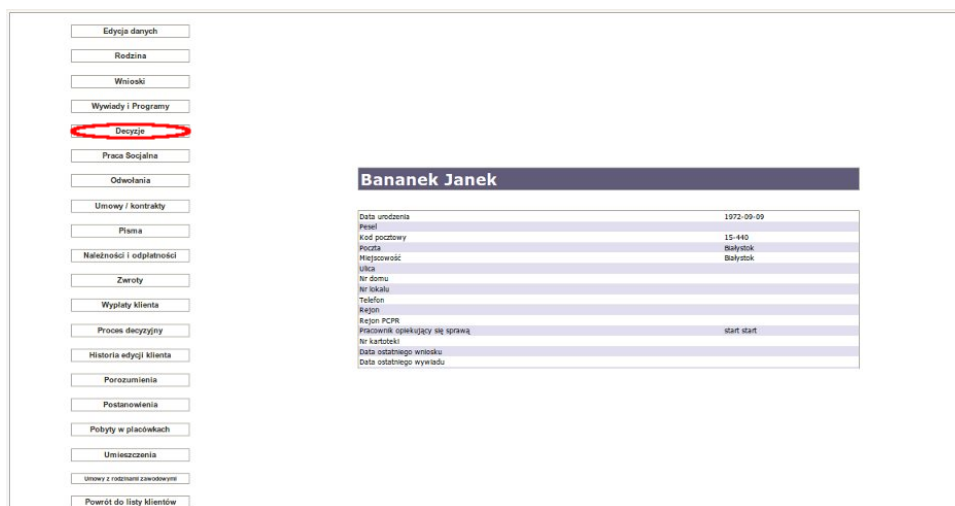 Edycja danych
Rodzina
Wnioski
Wywiady i Programy
Decyzje
Praca Socjalna
Odwołania
Umowy / kontrakty
Pisma
Należności i odpłatności
Zwroty
Wypłaty klienta
Proces decyzyjny
Historia edycji klienta
Porozumienia
Postanowienia
Pobyty w placówkach
Umieszczenia
Umowy z rodzinami zawodowymi
Powrót do listy klientów
Bananek Janek
Data urodzenia 1972-09-09
Pesel
Kod pocztowy 15-440
Poczta Białystok
Miejscowość Białystok
Ulica
Nr domu
Nr lokalu
Telefon
Rejon
Rejon PCPR
Pracownik opiekujący się sprawą start start
Nr kartoteki
Data ostatniego wniosku
Data ostatniego wywiadu